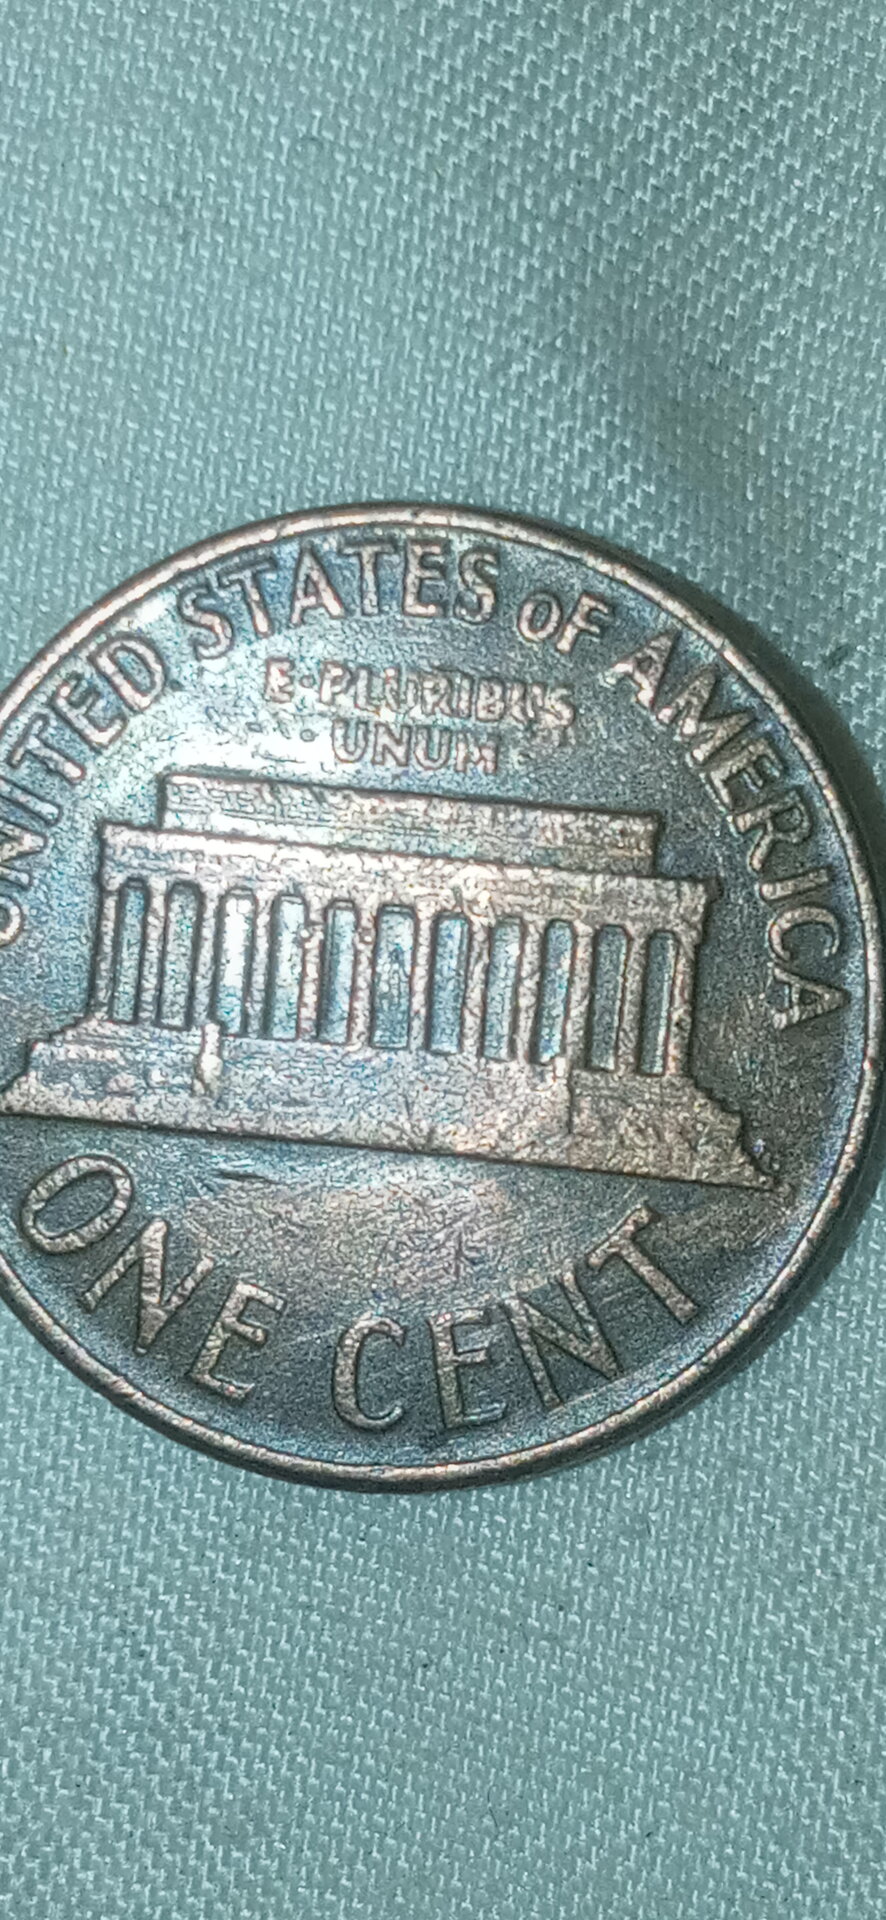 UNITED STATES OF AMERICA
E·PLURIBUS
·UNUM·
ONE CENT